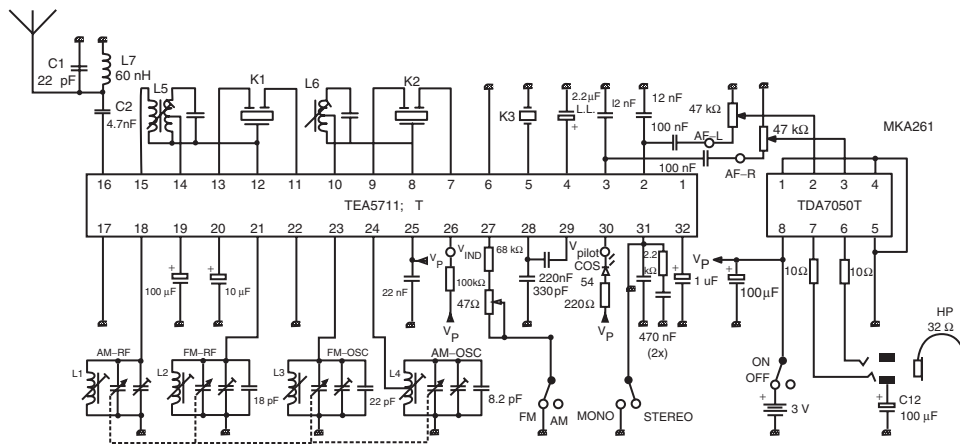 C1
22 pF
L7
60 nH
C2
4.7nF
L5
K1
L6
K2
K3
2.2µF
L.L.
+
I2 nF
12 nF
100 nF
AF–L
47 kΩ
47 kΩ
100 nF
AF–R
MKA261
16 15 14 13 12 11 10 9 8 7 6 5 4 3 2 1
TEA5711; T
17 18 19 20 21 22 23 24 25 26 27 28 29 30 31 32
1 2 3 4
TDA7050T
8 7 6 5
+
100 µF
+
10 µF
VP
22 nF
VIND
100kΩ
VP
68 kΩ
47Ω
220nF
330pF
Vpilot
COS
54
220Ω
VP
2.2
kΩ
470 nF
(2x)
+
1 uF
VP
+
100µF
10Ω
10Ω
HP
32 Ω
AM–RF
L1
FM–RF
L2
18 pF
FM–OSC
L3
22 pF
AM–OSC
L4
8.2 pF
FM
AM
MONO
STEREO
ON
OFF
+
3 V
+
C12
100 µF